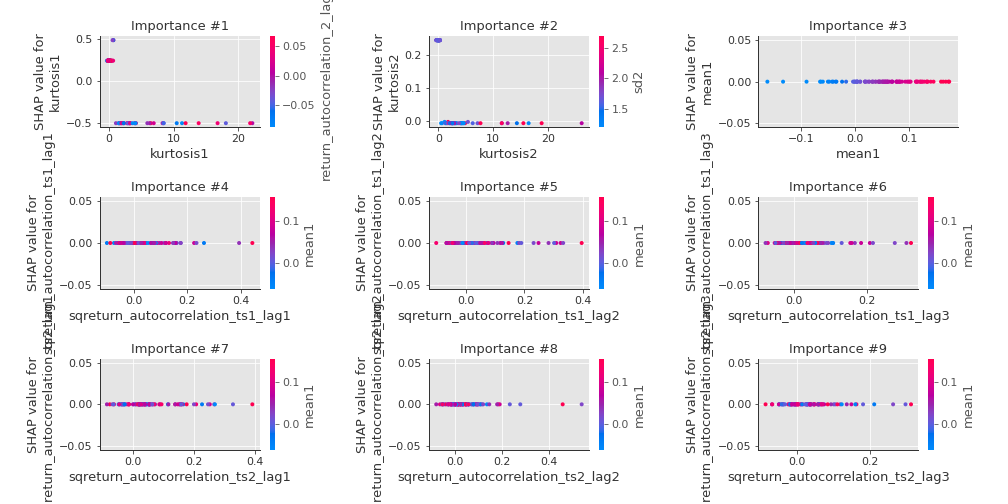 Importance #1
SHAP value for
kurtosis1
0.5
0.0
−0.5
0
10
20
kurtosis1
0.05
0.00
−0.05
return_autocorrelation_2_lag
Importance #2
SHAP value for
kurtosis2
0.2
0.1
0.0
0
10
20
kurtosis2
2.5
2.0
1.5
sd2
Importance #3
SHAP value for
mean1
0.05
0.00
−0.05
−0.1
0.0
0.1
mean1
Importance #4
SHAP value for
sqreturn_autocorrelation_ts1_lag1
0.05
0.00
−0.05
0.0
0.2
0.4
sqreturn_autocorrelation_ts1_lag1
0.1
0.0
mean1
Importance #5
SHAP value for
sqreturn_autocorrelation_ts1_lag2
0.05
0.00
−0.05
0.0
0.2
0.4
sqreturn_autocorrelation_ts1_lag2
0.1
0.0
mean1
Importance #6
SHAP value for
sqreturn_autocorrelation_ts1_lag3
0.05
0.00
−0.05
0.0
0.2
sqreturn_autocorrelation_ts1_lag3
0.1
0.0
mean1
Importance #7
SHAP value for
sqreturn_autocorrelation_ts2_lag1
0.05
0.00
−0.05
0.0
0.2
0.4
sqreturn_autocorrelation_ts2_lag1
0.1
0.0
mean1
Importance #8
SHAP value for
sqreturn_autocorrelation_ts2_lag2
0.05
0.00
−0.05
0.0
0.2
0.4
sqreturn_autocorrelation_ts2_lag2
0.1
0.0
mean1
Importance #9
SHAP value for
sqreturn_autocorrelation_ts2_lag3
0.05
0.00
−0.05
0.0
0.2
sqreturn_autocorrelation_ts2_lag3
0.1
0.0
mean1